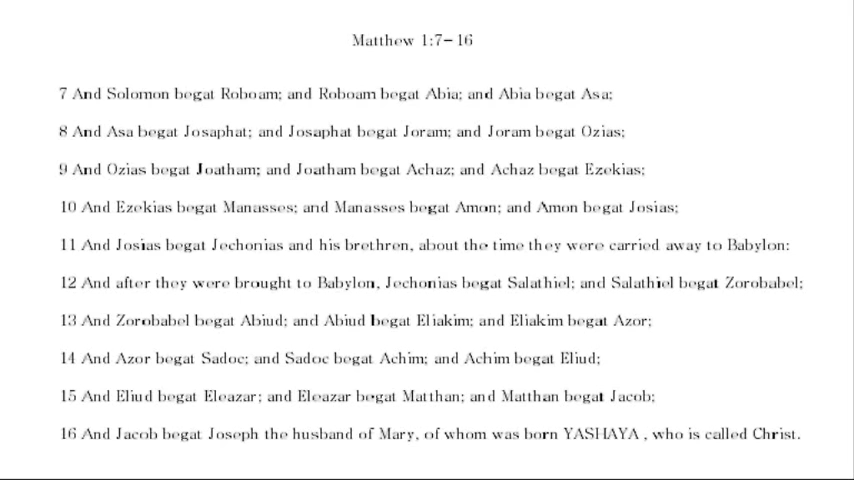 Matthew 1:7-16
7 And Solomon begat Roboam; and Roboam begat Abia; and Abia begat Asa;
8 And Asa begat Josaphat; and Josaphat begat Joram; and Joram begat Ozias;
9 And Ozias begat Joatham; and Joatham begat Achaz; and Achaz begat Ezekias;
10 And Ezekias begat Manasses; and Manasses begat Amon; and Amon begat Josias;
11 And Josias begat Jechonias and his brethren, about the time they were carried away to Babylon:
12 And after they were brought to Babylon, Jechonias begat Salathiel; and Salathiel begat Zorobabel;
13 And Zorobabel begat Abiud; and Abiud begat Eliakim; and Eliakim begat Azor;
14 And Azor begat Sadoc; and Sadoc begat Achim; and Achim begat Eliud;
15 And Eliud begat Eleazar; and Eleazar begat Matthan; and Matthan begat Jacob;
16 And Jacob begat Joseph the husband of Mary, of whom was born YASHAYA , who is called Christ.